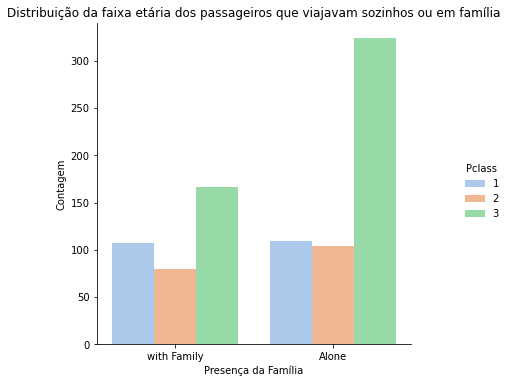 Distribuição da faixa etária dos passageiros que viajavam sozinhos ou em família
300
250
200
150
100
50
0
Contagem
with Family
Alone
Presença da Família
Pclass
1
2
3